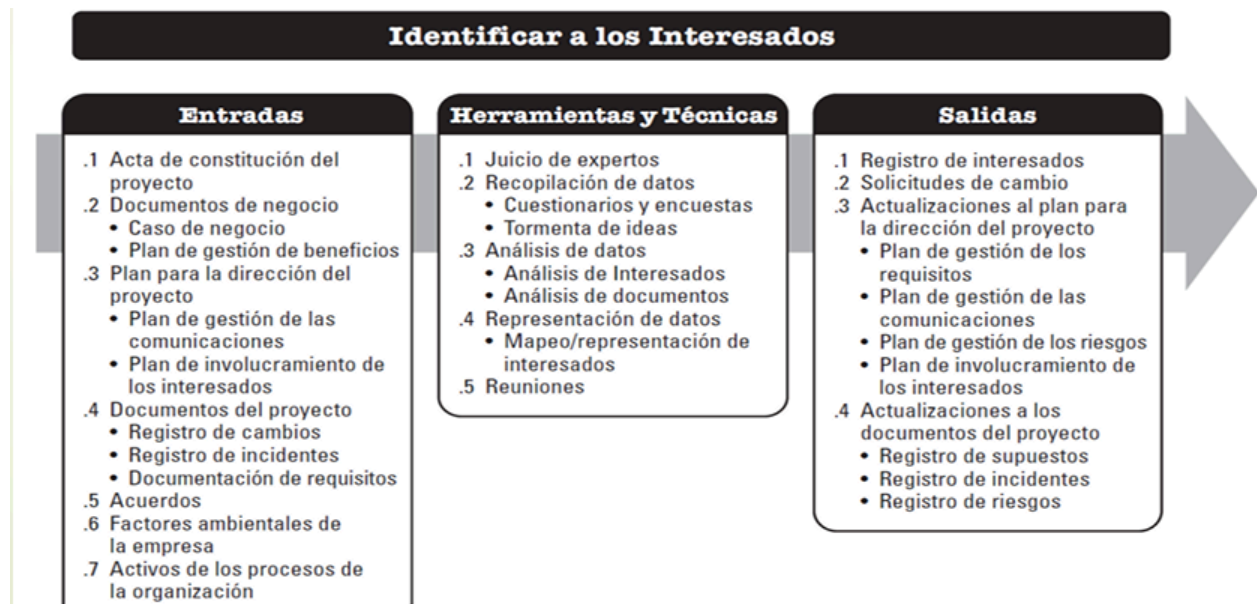 Identificar a los Interesados
Entradas
.1 Acta de constitución del
proyecto
.2 Documentos de negocio
• Caso de negocio
• Plan de gestión de beneficios
.3 Plan para la dirección del
proyecto
• Plan de gestión de las
comunicaciones
• Plan de involucramiento de
los interesados
.4 Documentos del proyecto
• Registro de cambios
• Registro de incidentes
• Documentación de requisitos
.5 Acuerdos
.6 Factores ambientales de
la empresa
.7 Activos de los procesos de
la organización
Herramientas y Técnicas
.1 Juicio de expertos
.2 Recopilación de datos
• Cuestionarios y encuestas
• Tormenta de ideas
.3 Análisis de datos
• Análisis de Interesados
• Análisis de documentos
.4 Representación de datos
• Mapeo/representación de
interesados
.5 Reuniones
Salidas
.1 Registro de interesados
.2 Solicitudes de cambio
.3 Actualizaciones al plan para
la dirección del proyecto
• Plan de gestión de los
requisitos
• Plan de gestión de las
comunicaciones
• Plan de gestión de los riesgos
• Plan de involucramiento de
los interesados
.4 Actualizaciones a los
documentos del proyecto
• Registro de supuestos
• Registro de incidentes
• Registro de riesgos